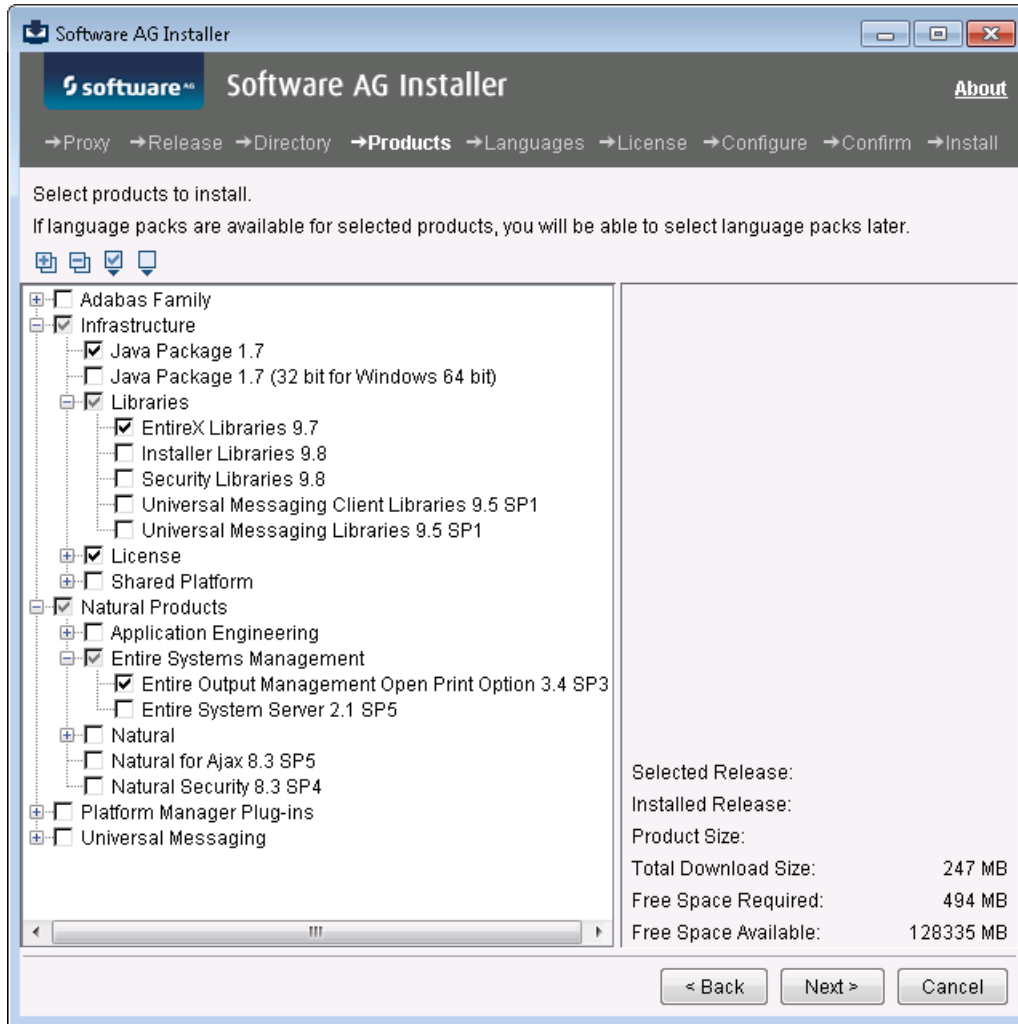 Software AG Installer
software AG Software AG Installer About
Proxy Release Directory Products Languages License Configure Confirm Install
Select products to install.
If language packs are available for selected products, you will be able to select language packs later.
Adabas Family
Infrastructure
Java Package 1.7
Java Package 1.7 (32 bit for Windows 64 bit)
Libraries
EntireX Libraries 9.7
Installer Libraries 9.8
Security Libraries 9.8
Universal Messaging Client Libraries 9.5 SP1
Universal Messaging Libraries 9.5 SP1
License
Shared Platform
Natural Products
Application Engineering
Entire Systems Management
Entire Output Management Open Print Option 3.4 SP3
Entire System Server 2.1 SP5
Natural
Natural for Ajax 8.3 SP5
Natural Security 8.3 SP4
Platform Manager Plug-ins
Universal Messaging
Selected Release:
Installed Release:
Product Size:
Total Download Size: 247 MB
Free Space Required: 494 MB
Free Space Available: 128335 MB
< Back Next > Cancel